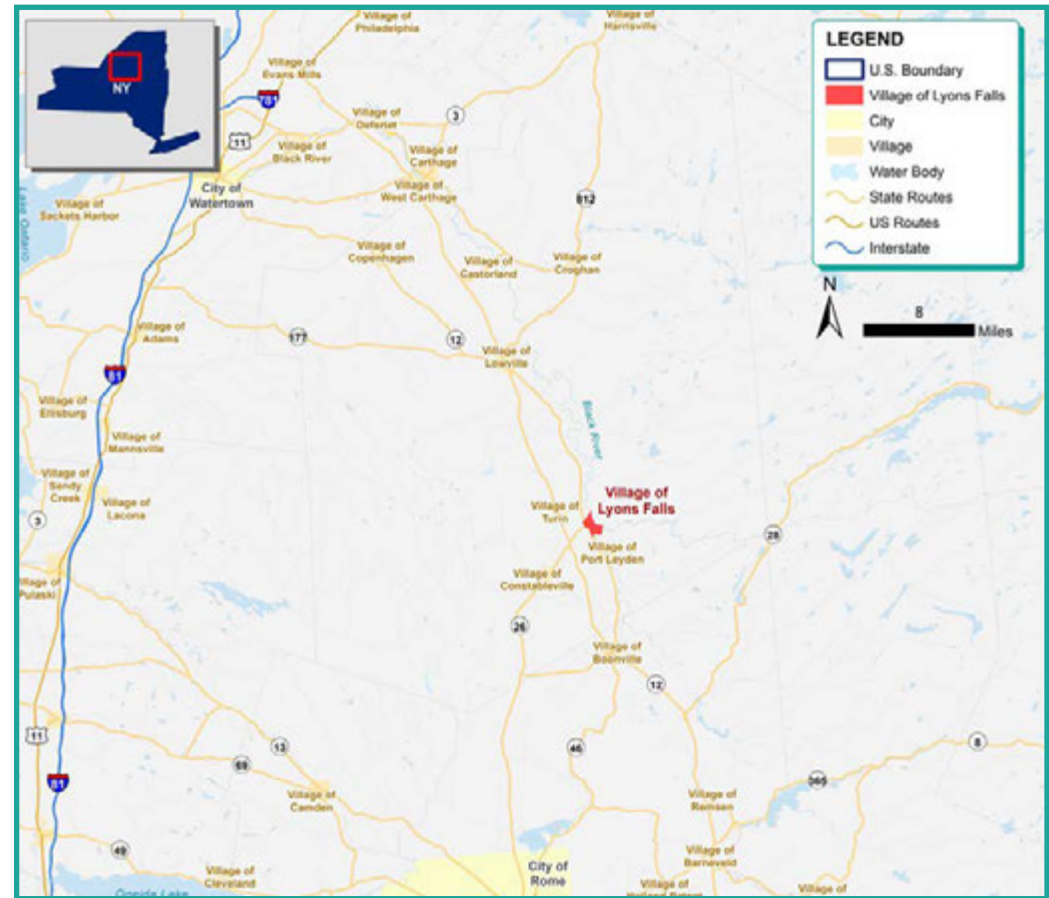 NY
LEGEND
U.S. Boundary
Village of Lyons Falls
City
Village
Water Body
State Routes
US Routes
Interstate
N
8
Miles
Village of
Philadelphia
Village of
Harrisville
Village of
Evans Mills
781
Village of
Deferiet
3
11
Village of
Black River
Village of
Carthage
Village of
West Carthage
City of
Watertown
812
Lake Ontario
Village of
Sackets Harbor
Village of
Copenhagen
Village of
Castorland
Village of
Croghan
Village of
Adams
177
12
Village of
Lowville
81
Village of
Ellisburg
Black River
Village of
Mannsville
Village of
Sandy
Creek
Village of
Lacona
3
Village of
Turin
Village of
Lyons Falls
28
Village of
Port Leyden
Village of
Pulaski
Village of
Constableville
26
Village of
Boonville
12
11
13
46
8
69
81
365
Village of
Camden
Village of
Remsen
49
Village of
Cleveland
City of
Rome
Village of
Barneveld
Oneida Lake
Village of
Village of